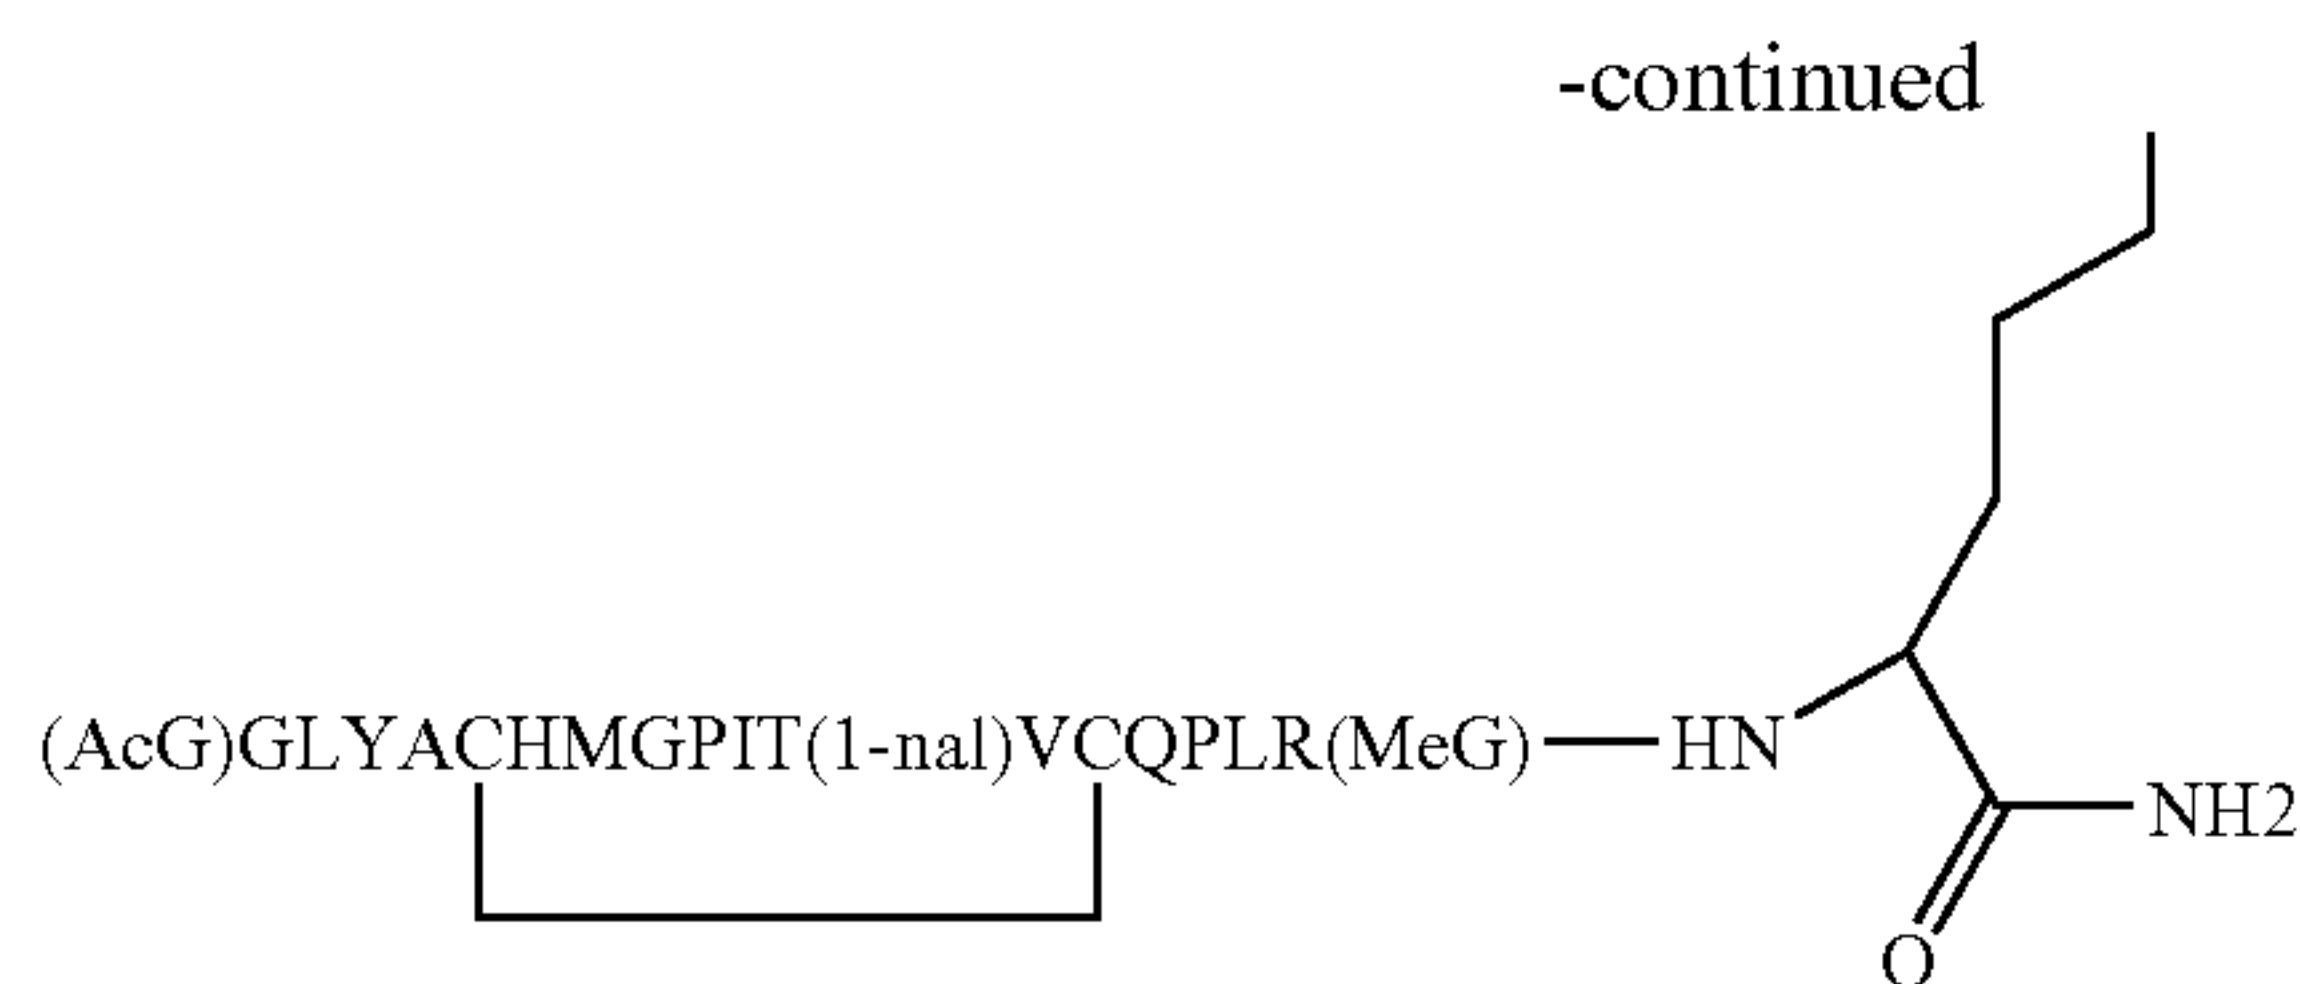 -continued
(AcG)GLYACHMGPIT(1-nal)VCQPLR(MeG) HN
NH2
O